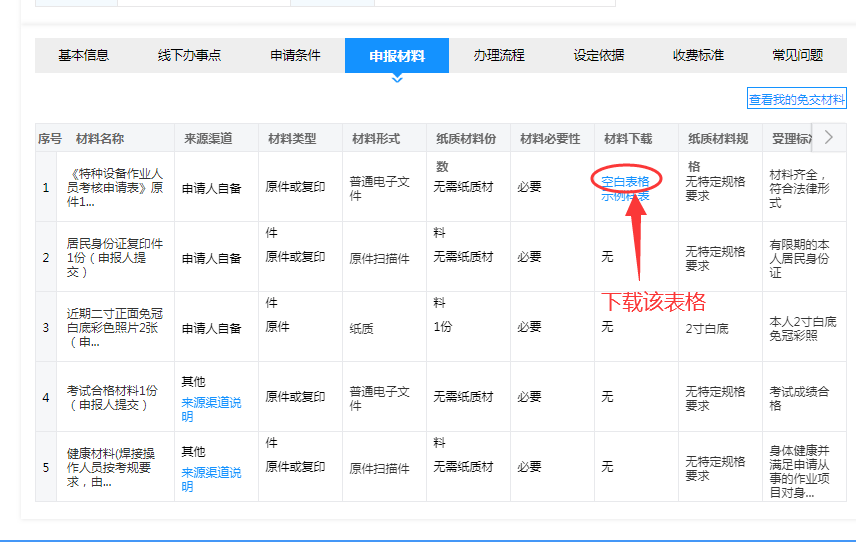 基本信息 线下办事点 申请条件 申报材料 办理流程 设定依据 收费标准 常见问题
查看我的免交材料
序号 材料名称 来源渠道 材料类型 材料形式 纸质材料份数 材料必要性 材料下载 纸质材料规格 受理标
1
《特种设备作业人
员考核申请表》原
件1...
申请人自备
原件或复印件
普通电子文
件
无需纸质材料
必要
空白表格
示例样表
无特定规格
要求
材料齐全，
符合法律形
式
2
居民身份证复印件
1份（申报人提
交）
申请人自备
原件或复印件
原件扫描件
无需纸质材料
必要
无
无特定规格
要求
有限期的本
人居民身份
证
下载该表格
3
近期二寸正面免冠
白底彩色照片2张
（申...
申请人自备
原件
纸质
1份
必要
无
2寸白底
本人2寸白底
免冠彩照
4
考试合格材料1份
（申报人提交）
其他
来源渠道说
明
原件或复印件
普通电子文
件
无需纸质材料
必要
无
无特定规格
要求
考试成绩合
格
5
健康材料(焊接操
作人员按考规要
求，由...
其他
来源渠道说
明
原件或复印
原件扫描件
无需纸质材
必要
无
无特定规格
要求
身体健康并
满足申请从
事的作业项
目对身...